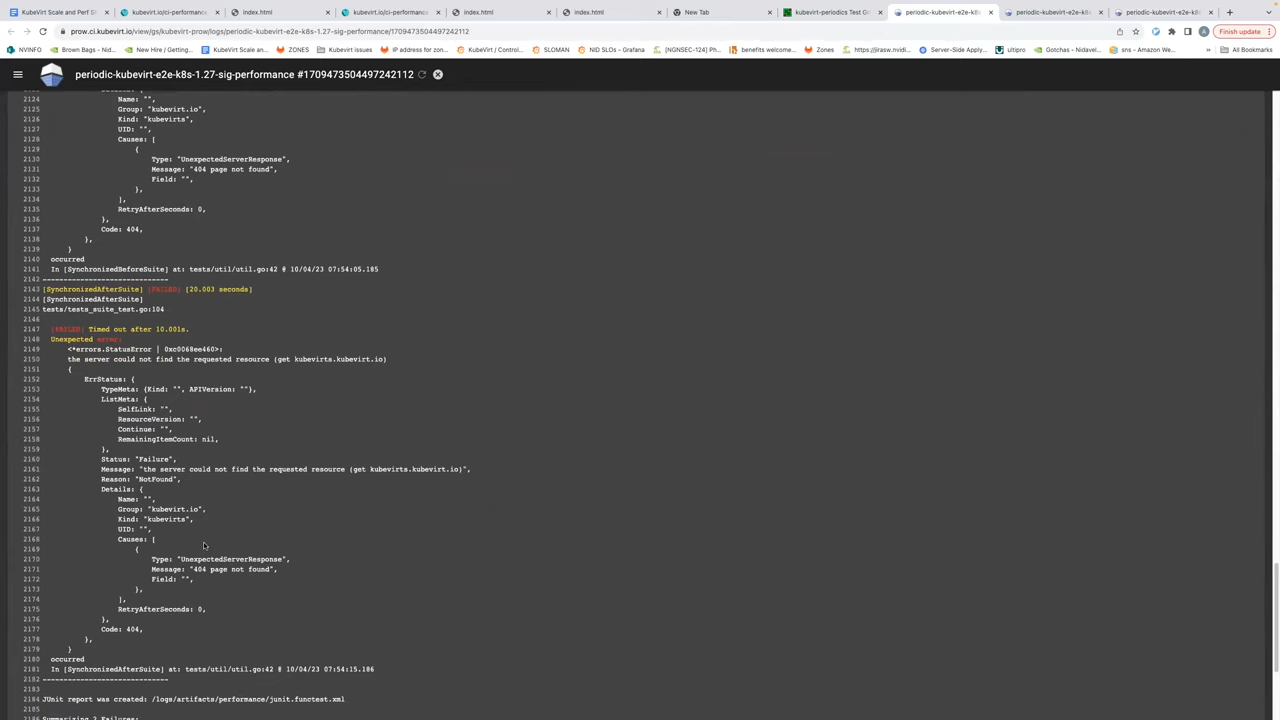 KubeVirt Scale and Perf S
kubevirt.io/ci-performance
index.html
kubevirt.io/ci-performance
index.html
index.html
New Tab
kubevirt-periodics Test Gr
periodic-kubevirt-e2e-k8s
periodic-kubevirt-e2e-k8s
periodic-kubevirt-e2e-k8s
prow.ci.kubevirt.io/view/gs/kubevirt-prow/logs/periodic-kubevirt-e2e-k8s-1.27-sig-performance/1709473504497242112
Finish update
NVINFO
Brown Bags - Nid...
New Hire / Getting...
KubeVirt Scale and...
ZONES
IP address for zon...
KubeVirt / Control...
Kubevirt issues
SLOMAN
NID SLOs - Grafana
[NGNSEC-124] Ph...
benefits welcome...
Zones
https://jirasw.nvidi...
Server-Side Apply...
ultipro
Gotchas - Nidavel...
sns - Amazon We...
»
All Bookmarks
periodic-kubevirt-e2e-k8s-1.27-sig-performance #1709473504497242112
2124 Name: "",
2125 Group: "kubevirt.io",
2126 Kind: "kubevirts",
2127 UID: "",
2128 Causes: [
2129 {
2130 Type: "UnexpectedServerResponse",
2131 Message: "404 page not found",
2132 Field: "",
2133 },
2134 ],
2135 RetryAfterSeconds: 0,
2136 },
2137 Code: 404,
2138 },
2139 }
2140 occurred
2141 In [SynchronizedBeforeSuite] at: tests/util/util.go:42 @ 10/04/23 07:54:05.185
2142 ------------------------------
2143 [SynchronizedAfterSuite] [FAILED] [20.003 seconds]
2144 [SynchronizedAfterSuite]
2145 tests/tests_suite_test.go:104
2146
2147 [FAILED] Timed out after 10.001s.
2148 Unexpected error:
2149 <*errors.StatusError | 0xc0068ee460>:
2150 the server could not find the requested resource (get kubevirts.kubevirt.io)
2151 {
2152 ErrStatus: {
2153 TypeMeta: {Kind: "", APIVersion: ""},
2154 ListMeta: {
2155 SelfLink: "",
2156 ResourceVersion: "",
2157 Continue: "",
2158 RemainingItemCount: nil,
2159 },
2160 Status: "Failure",
2161 Message: "the server could not find the requested resource (get kubevirts.kubevirt.io)",
2162 Reason: "NotFound",
2163 Details: {
2164 Name: "",
2165 Group: "kubevirt.io",
2166 Kind: "kubevirts",
2167 UID: "",
2168 Causes: [
2169 {
2170 Type: "UnexpectedServerResponse",
2171 Message: "404 page not found",
2172 Field: "",
2173 },
2174 ],
2175 RetryAfterSeconds: 0,
2176 },
2177 Code: 404,
2178 },
2179 }
2180 occurred
2181 In [SynchronizedAfterSuite] at: tests/util/util.go:42 @ 10/04/23 07:54:15.186
2182 ------------------------------
2183
2184 JUnit report was created: /logs/artifacts/performance/junit.functest.xml
2185
2186 Summarizing 2 Failures: